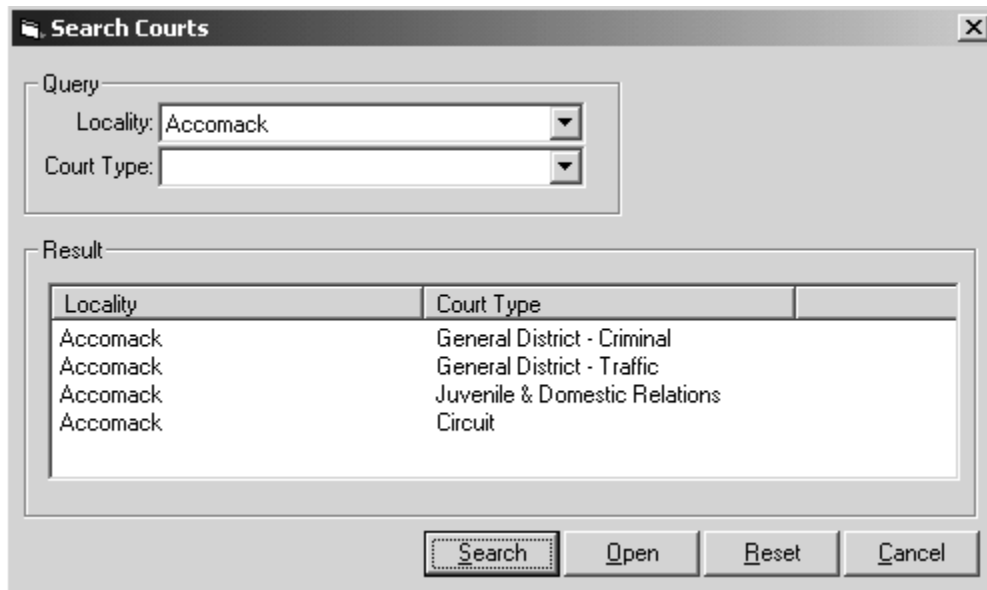 Search Courts
Query
Locality: Accomack
Court Type:
Result
Locality Court Type
Accomack General District - Criminal
Accomack General District - Traffic
Accomack Juvenile & Domestic Relations
Accomack Circuit
Search Open Reset Cancel